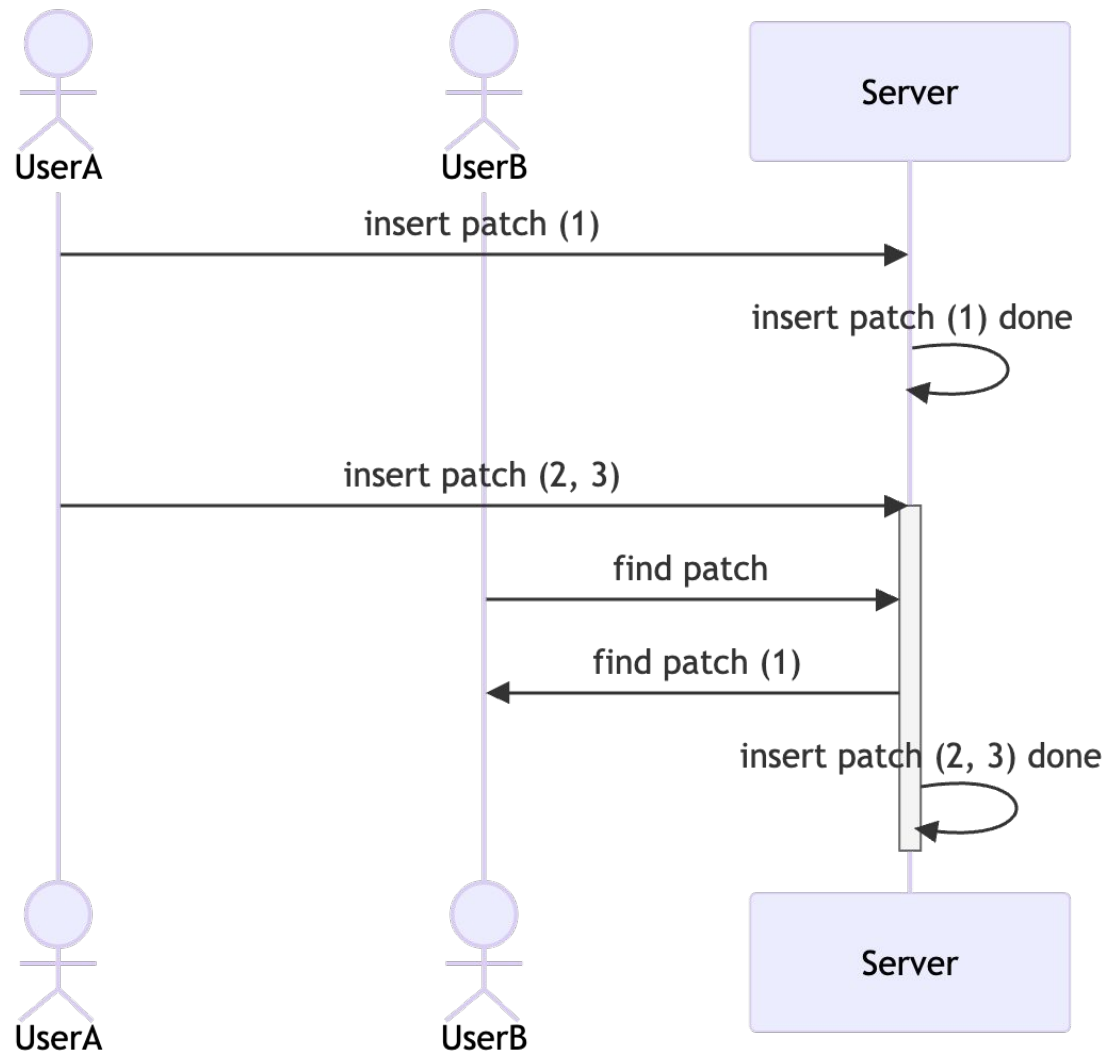 Server
UserA
UserB
insert patch (1)
insert patch (1) done
insert patch (2, 3)
find patch
find patch (1)
insert patch (2, 3) done
Server
UserA
UserB